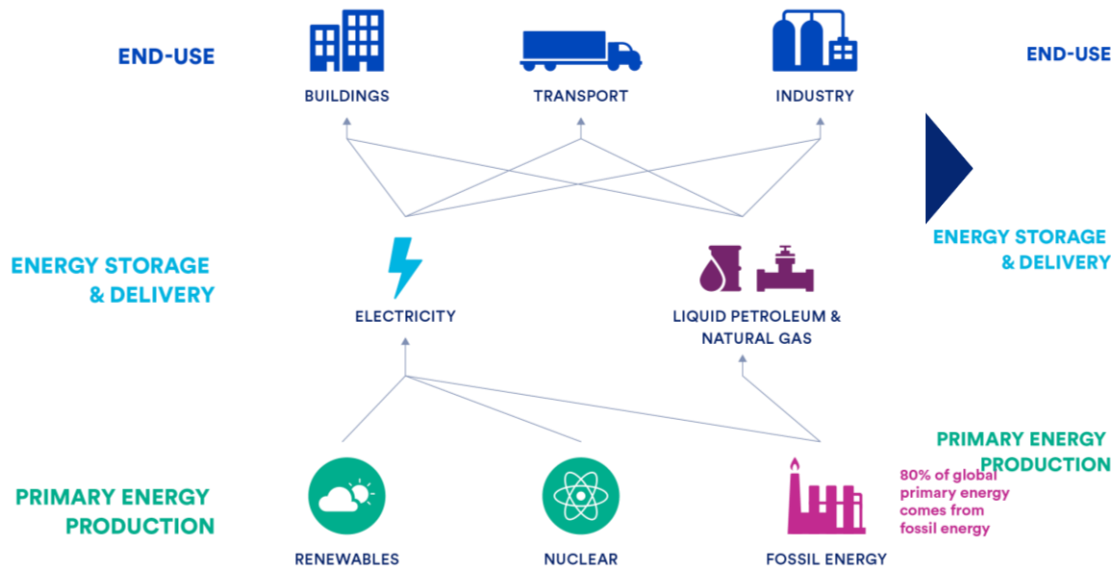 END-USE
BUILDINGS
TRANSPORT
INDUSTRY
END-USE
ENERGY STORAGE
& DELIVERY
ELECTRICITY
LIQUID PETROLEUM &
NATURAL GAS
ENERGY STORAGE
& DELIVERY
PRIMARY ENERGY
PRODUCTION
RENEWABLES
NUCLEAR
FOSSIL ENERGY
80% of global
primary energy
comes from
fossil energy
PRIMARY ENERGY
PRODUCTION